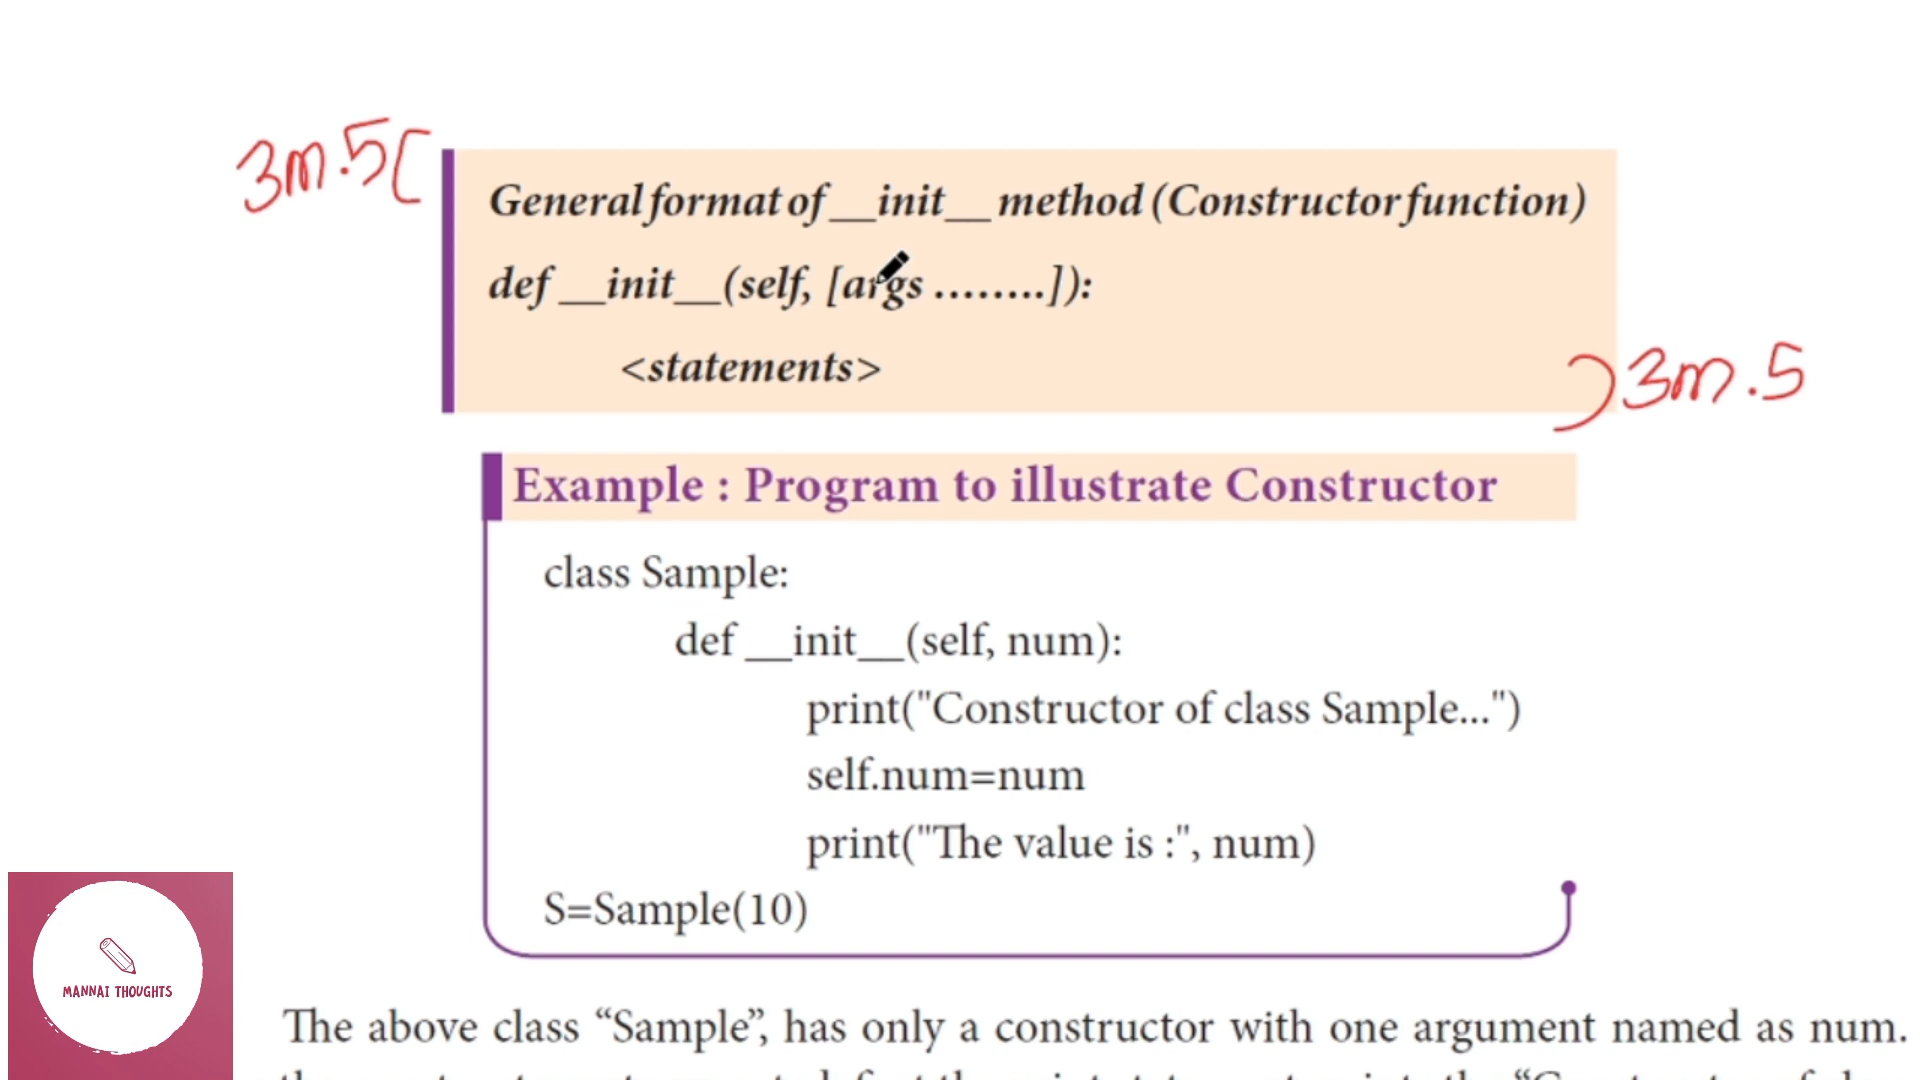 3m.5[
General format of __init__ method (Constructor function)
def __init__(self, [args ........]):
<statements>
)3m.5
Example : Program to illustrate Constructor
class Sample:
def __init__(self, num):
print("Constructor of class Sample...")
self.num=num
print("The value is :", num)
S=Sample(10)
MANNAI THOUGHTS
The above class “Sample”, has only a constructor with one argument named as num.